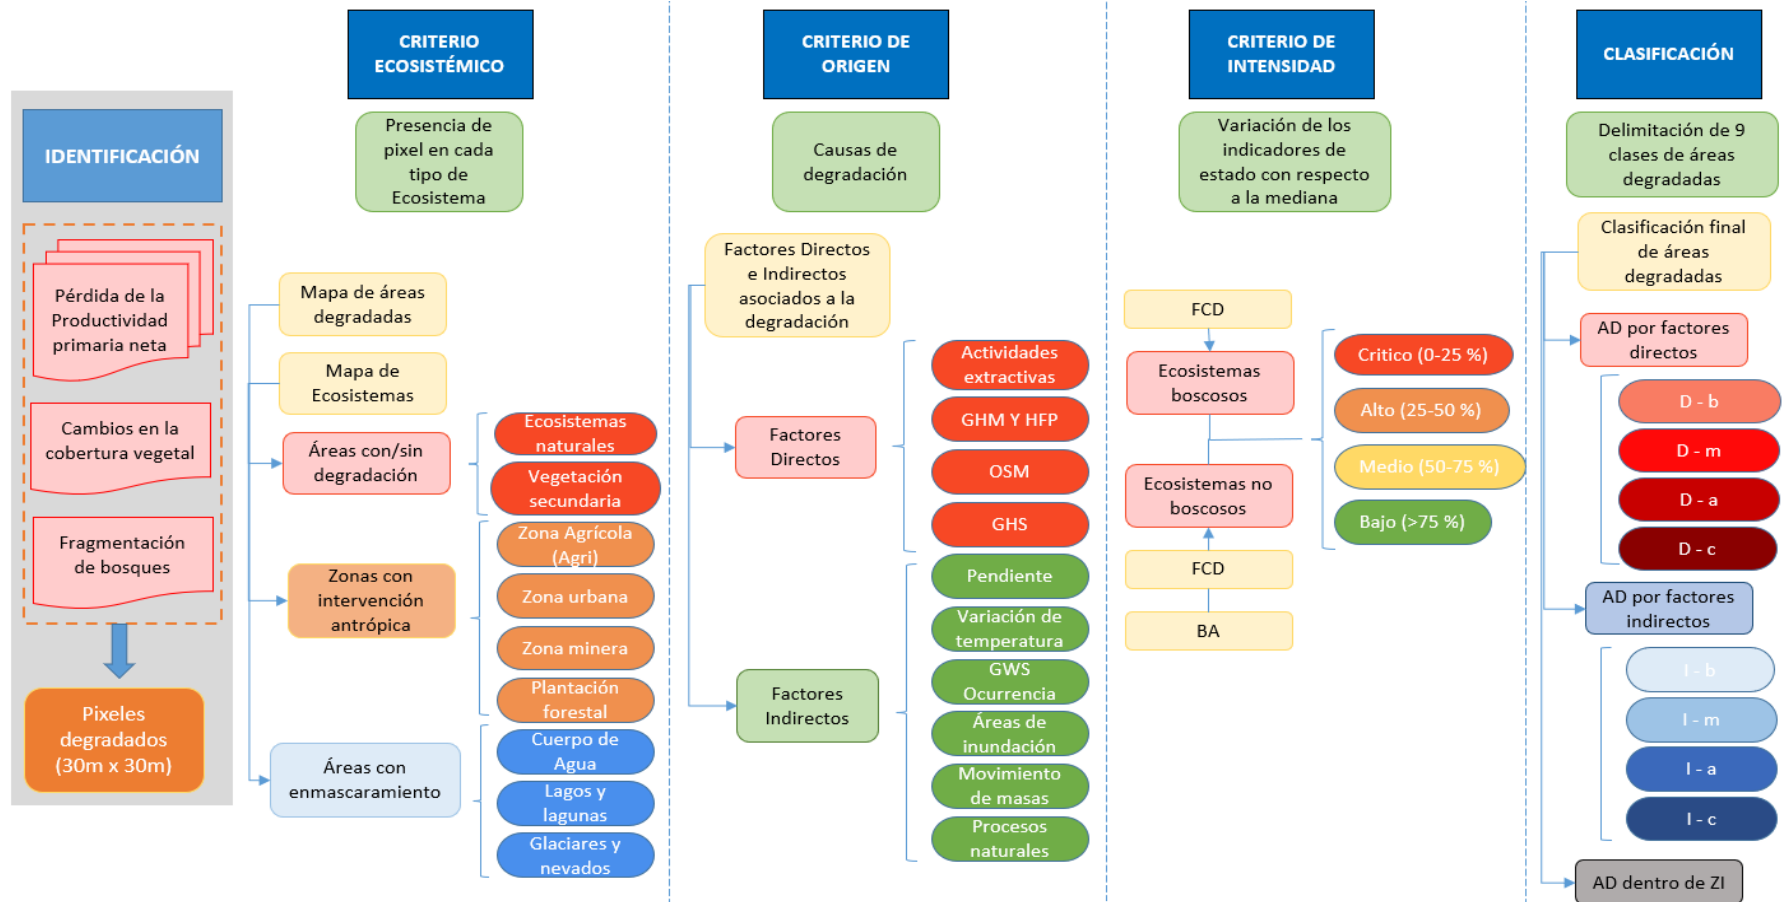 IDENTIFICACIÓN
Pérdida de la
Productividad
primaria neta
Cambios en la
cobertura vegetal
Fragmentación
de bosques
Pixeles
degradados
(30m x 30m)
CRITERIO
ECOSISTÉMICO
Presencia de
pixel en cada
tipo de
Ecosistema
Mapa de áreas
degradadas
Mapa de
Ecosistemas
Áreas con/sin
degradación
Ecosistemas
naturales
Vegetación
secundaria
Zonas con
intervención
antrópica
Zona Agrícola
(Agri)
Zona urbana
Zona minera
Plantación
forestal
Áreas con
enmascaramiento
Cuerpo de
Agua
Lagos y
lagunas
Glaciares y
nevados
CRITERIO DE
ORIGEN
Causas de
degradación
Factores Directos
e Indirectos
asociados a la
degradación
Factores
Directos
Actividades
extractivas
GHM Y HFP
OSM
GHS
Factores
Indirectos
Pendiente
Variación de
temperatura
GWS
Ocurrencia
Áreas de
inundación
Movimiento
de masas
Procesos
naturales
CRITERIO DE
INTENSIDAD
Variación de los
indicadores de
estado con respecto
a la mediana
FCD
Ecosistemas
boscosos
Ecosistemas no
boscosos
FCD
BA
Critico (0-25 %)
Alto (25-50 %)
Medio (50-75 %)
Bajo (>75 %)
CLASIFICACIÓN
Delimitación de 9
clases de áreas
degradadas
Clasificación final
de áreas
degradadas
AD por factores
directos
D - b
D - m
D - a
D - c
AD por factores
indirectos
I - b
I - m
I - a
I - c
AD dentro de ZI